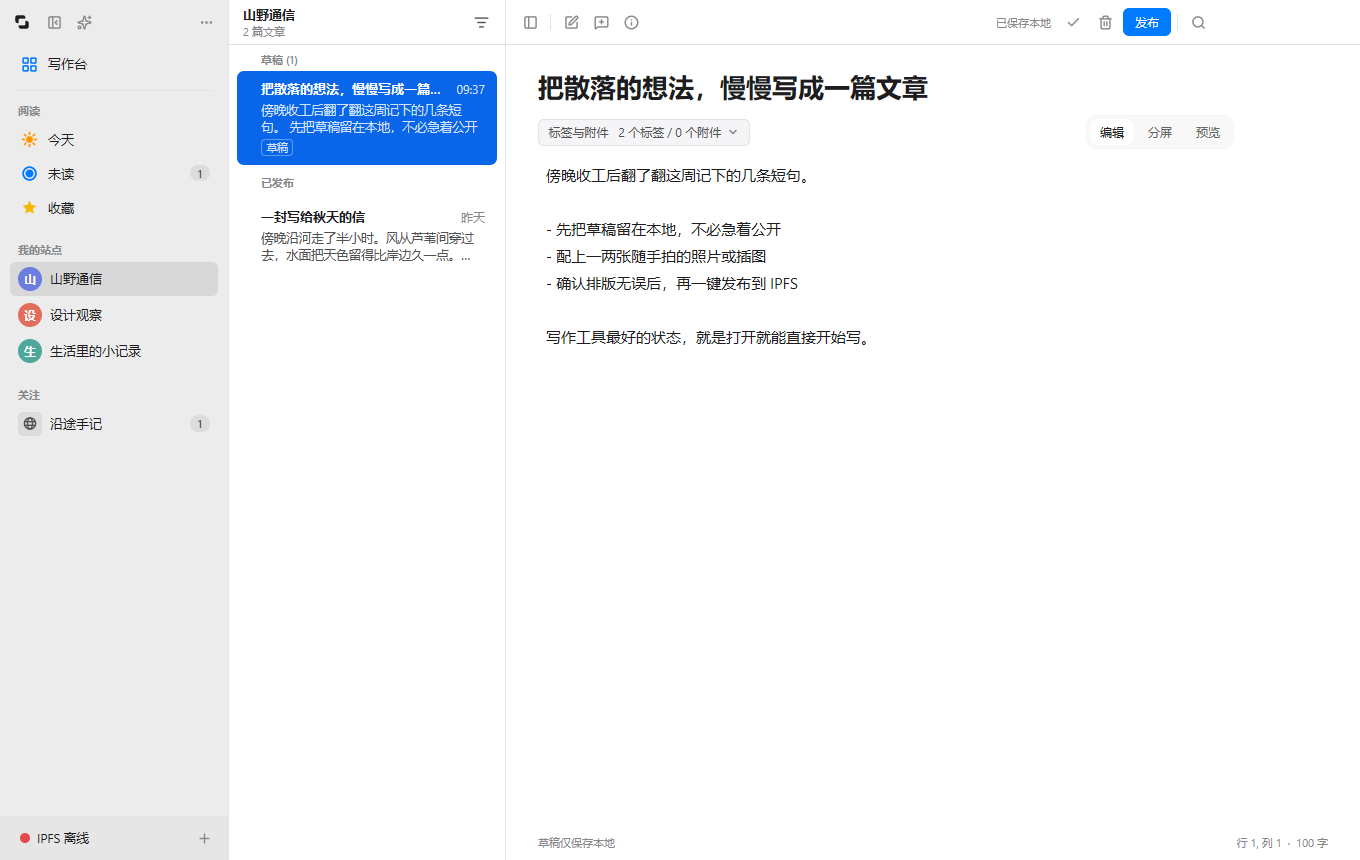 写作台
阅读
今天
未读 1
收藏
我的站点
山 山野通信
设 设计观察
生 生活里的小记录
关注
沿途手记 1
IPFS 离线
山野通信
2 篇文章
草稿 (1)
把散落的想法，慢慢写成一篇... 09:37
傍晚收工后翻了翻这周记下的几条短
句。 先把草稿留在本地，不必急着公开
草稿
已发布
一封写给秋天的信 昨天
傍晚沿河走了半小时。风从芦苇间穿过
去，水面把天色留得比岸边久一点。...
已保存本地 发布
把散落的想法，慢慢写成一篇文章
标签与附件 2 个标签 / 0 个附件
编辑 分屏 预览
傍晚收工后翻了翻这周记下的几条短句。
- 先把草稿留在本地，不必急着公开
- 配上一两张随手拍的照片或插图
- 确认排版无误后，再一键发布到 IPFS
写作工具最好的状态，就是打开就能直接开始写。
草稿仅保存本地
行 1, 列 1 · 100 字